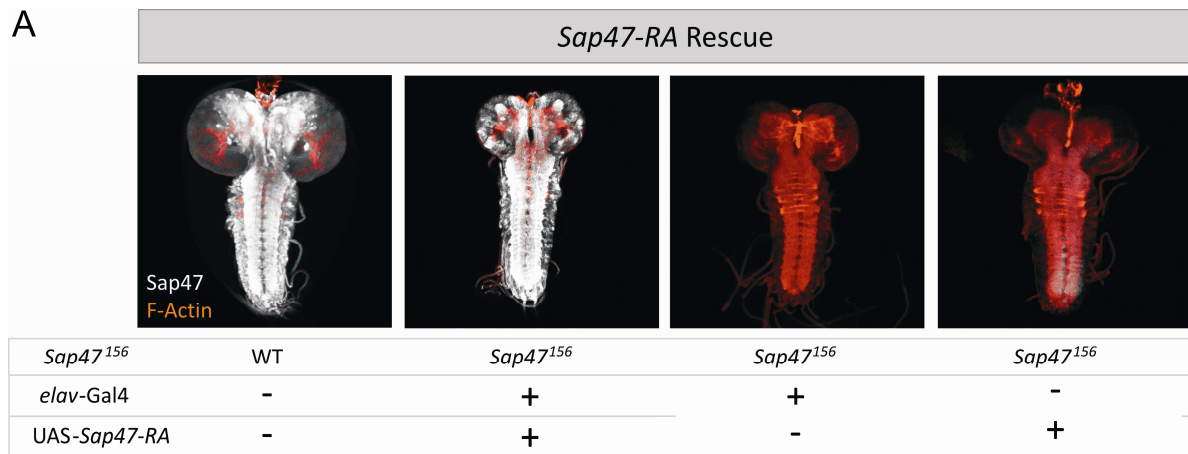 A
Sap47-RA Rescue
Sap47
F-Actin
Sap47¹⁵⁶ WT Sap47¹⁵⁶ Sap47¹⁵⁶ Sap47¹⁵⁶
elav-Gal4 - + + -
UAS-Sap47-RA - + - +